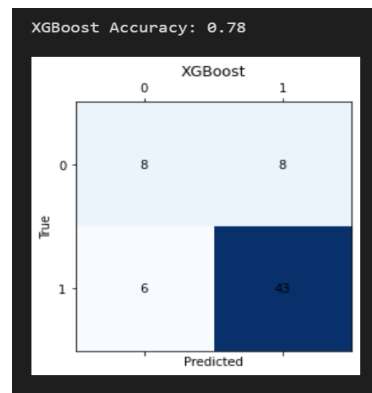 XGBoost Accuracy: 0.78
XGBoost
0 1
0 8 8
True
1 6 43
Predicted